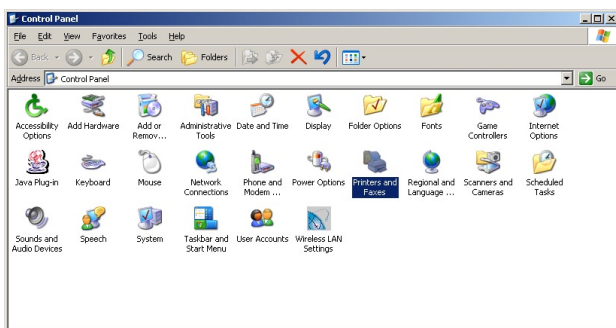 Control Panel
File Edit View Favorites Tools Help
Back Search Folders
Address Control Panel Go
Accessibility Options Add Hardware Add or Remov... Administrative Tools Date and Time Display Folder Options Fonts Game Controllers Internet Options
Java Plug-in Keyboard Mouse Network Connections Phone and Modem ... Power Options Printers and Faxes Regional and Language ... Scanners and Cameras Scheduled Tasks
Sounds and Audio Devices Speech System Taskbar and Start Menu User Accounts Wireless LAN Settings